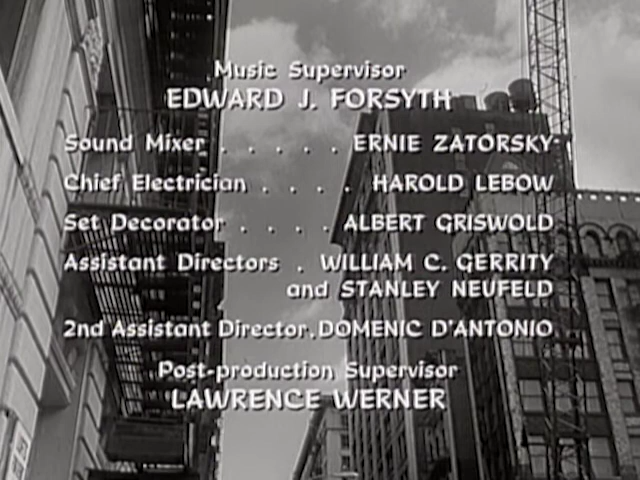 Music Supervisor
EDWARD J. FORSYTH
Sound Mixer . . . . . ERNIE ZATORSKY
Chief Electrician . . . . HAROLD LEBOW
Set Decorator . . . . ALBERT GRISWOLD
Assistant Directors . WILLIAM C. GERRITY
and STANLEY NEUFELD
2nd Assistant Director. DOMENIC D'ANTONIO
Post-production Supervisor
LAWRENCE WERNER